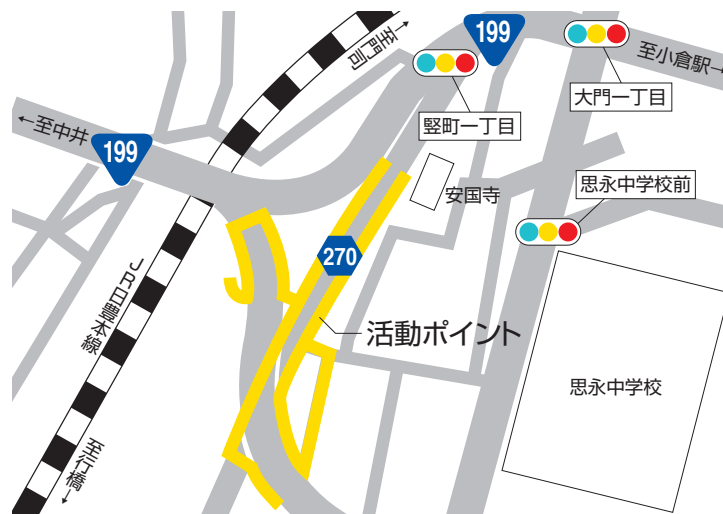 至門司
199
至小倉駅→
大門一丁目
竪町一丁目
←至中井
199
安国寺
思永中学校前
270
JR日豊本線
活動ポイント
思永中学校
至行橋→